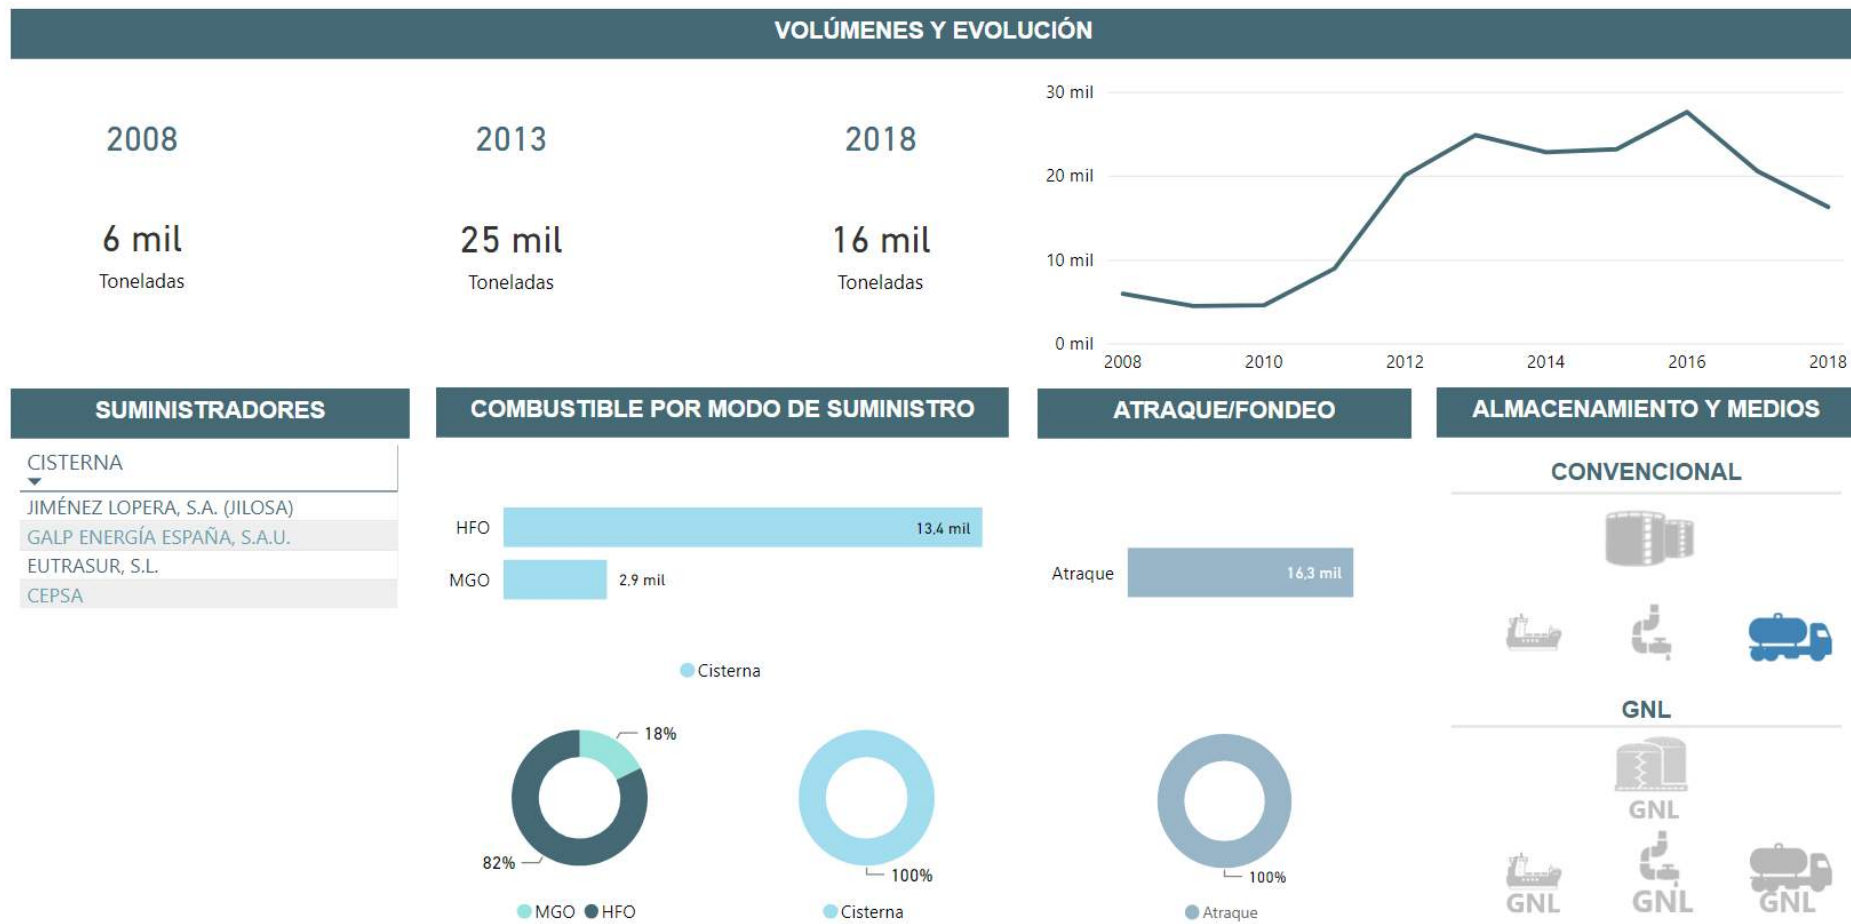 VOLÚMENES Y EVOLUCIÓN
2008
2013
2018
6 mil
25 mil
16 mil
Toneladas
Toneladas
Toneladas
30 mil
20 mil
10 mil
0 mil
2008
2010
2012
2014
2016
2018
SUMINISTRADORES
CISTERNA
JIMÉNEZ LOPERA, S.A. (JILOSA)
GALP ENERGÍA ESPAÑA, S.A.U.
EUTRASUR, S.L.
CEPSA
COMBUSTIBLE POR MODO DE SUMINISTRO
HFO
13,4 mil
MGO
2,9 mil
Cisterna
18%
82%
MGO
HFO
100%
Cisterna
ATRAQUE/FONDEO
Atraque
16,3 mil
100%
Atraque
ALMACENAMIENTO Y MEDIOS
CONVENCIONAL
GNL
GNL
GNL
GNL
GNL